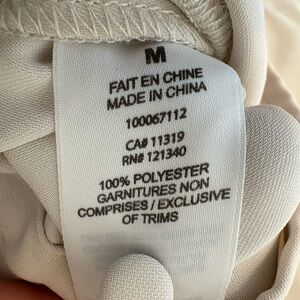 M
FAIT EN CHINE
MADE IN CHINA
100067112
CA# 11319
RN# 121340
100% POLYESTER
GARNITURES NON
COMPRISES / EXCLUSIVE
OF TRIMS